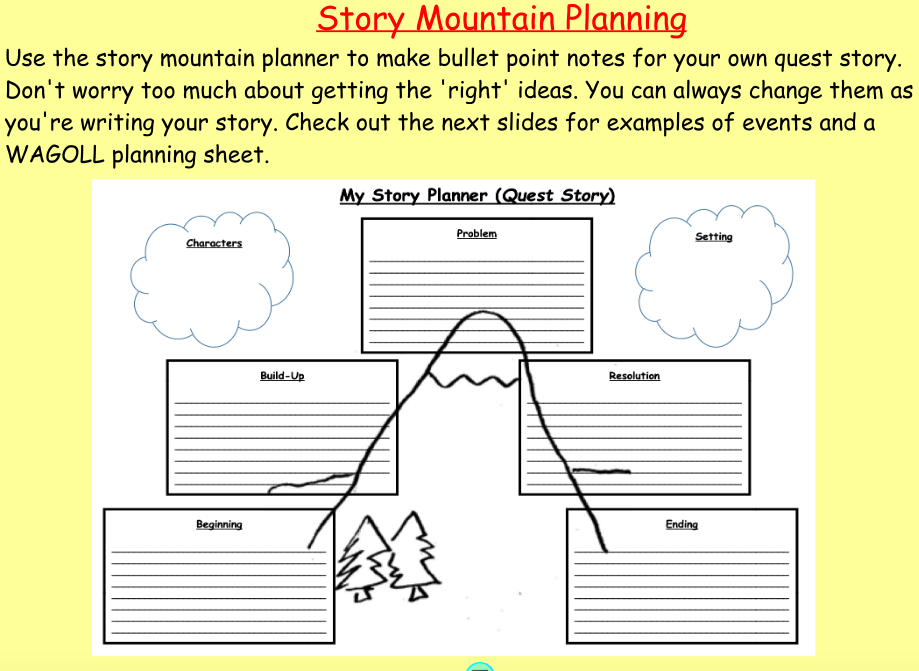 Story Mountain Planning
Use the story mountain planner to make bullet point notes for your own quest story.
Don't worry too much about getting the 'right' ideas. You can always change them as
you're writing your story. Check out the next slides for examples of events and a
WAGOLL planning sheet.
My Story Planner (Quest Story)
Characters
Problem
Setting
Build-Up
Resolution
Beginning
Ending